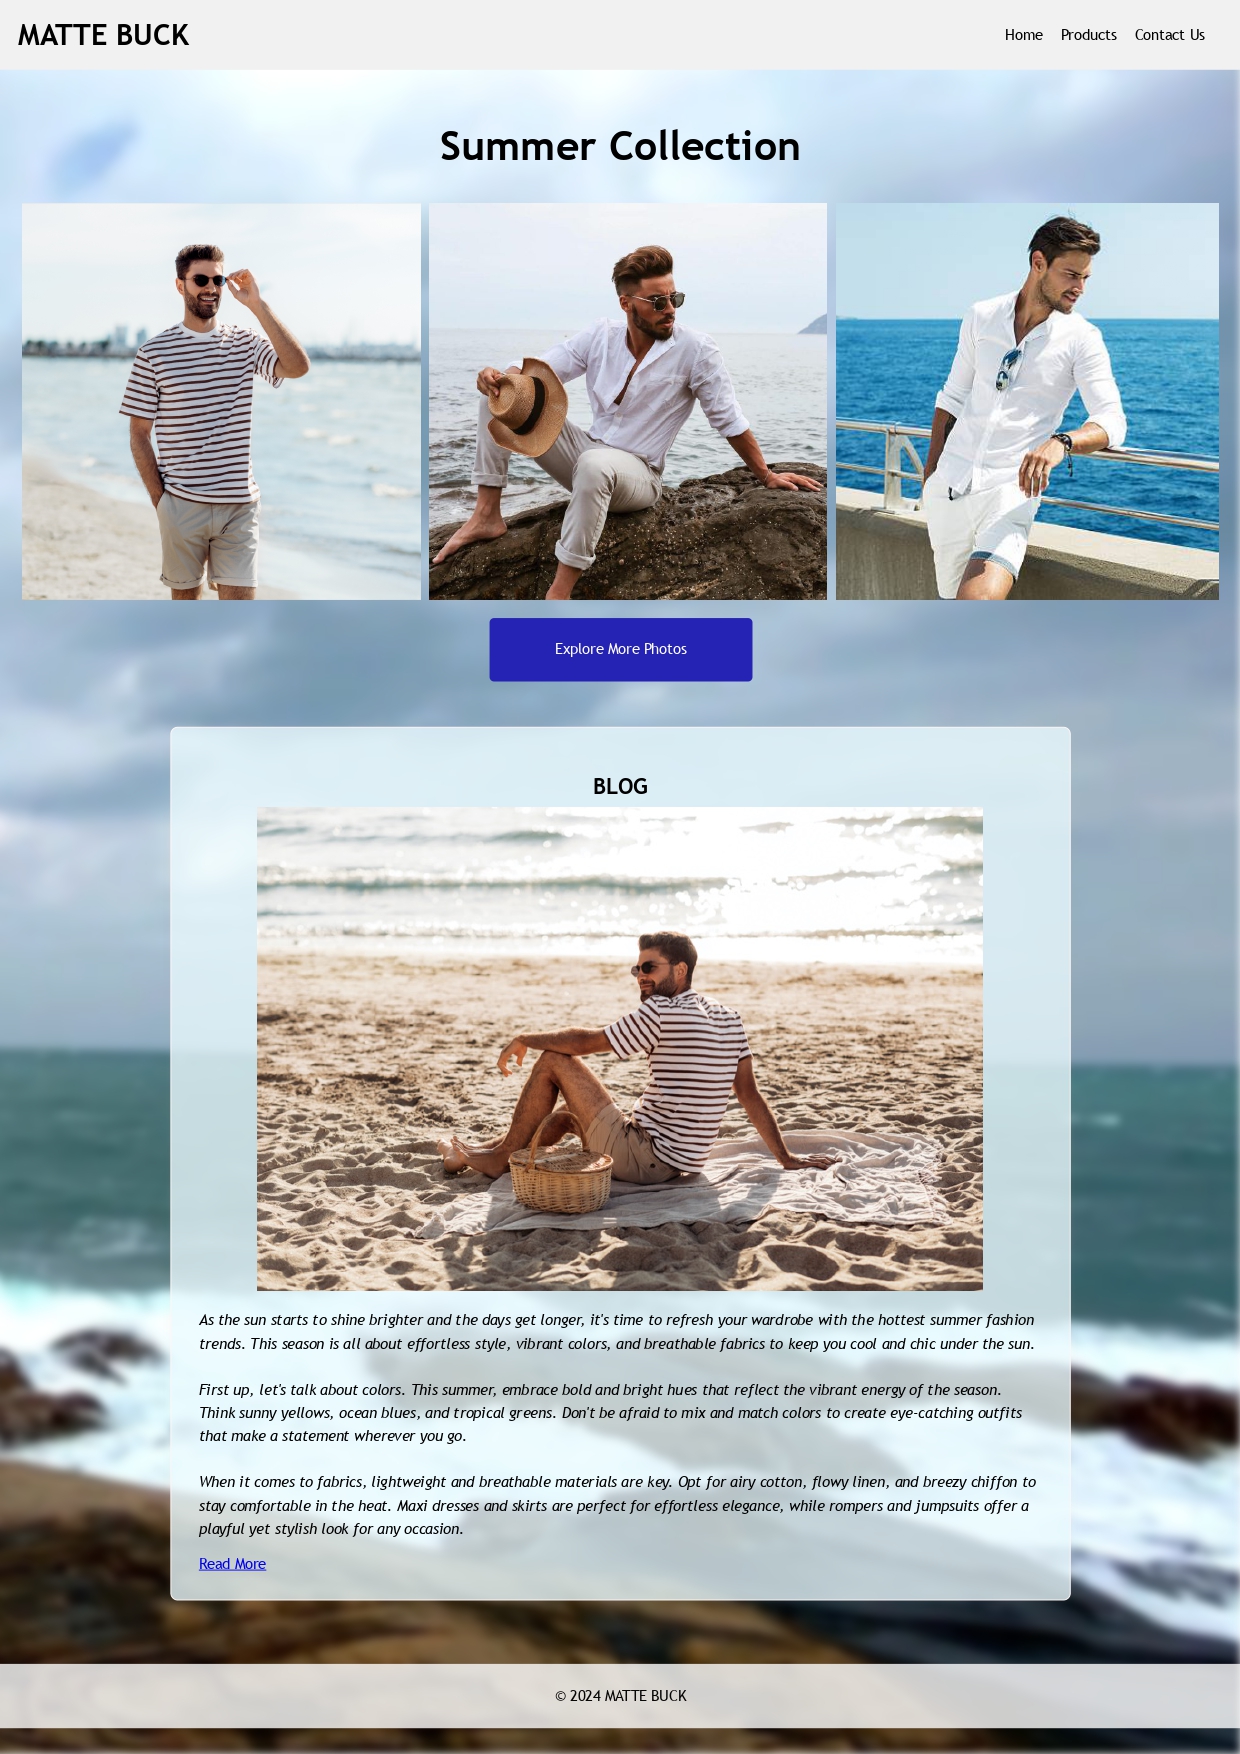 MATTE BUCK
Home Products Contact Us
Summer Collection
Explore More Photos
BLOG
As the sun starts to shine brighter and the days get longer, it's time to refresh your wardrobe with the hottest summer fashion
trends. This season is all about effortless style, vibrant colors, and breathable fabrics to keep you cool and chic under the sun.
First up, let's talk about colors. This summer, embrace bold and bright hues that reflect the vibrant energy of the season.
Think sunny yellows, ocean blues, and tropical greens. Don't be afraid to mix and match colors to create eye-catching outfits
that make a statement wherever you go.
When it comes to fabrics, lightweight and breathable materials are key. Opt for airy cotton, flowy linen, and breezy chiffon to
stay comfortable in the heat. Maxi dresses and skirts are perfect for effortless elegance, while rompers and jumpsuits offer a
playful yet stylish look for any occasion.
Read More
© 2024 MATTE BUCK